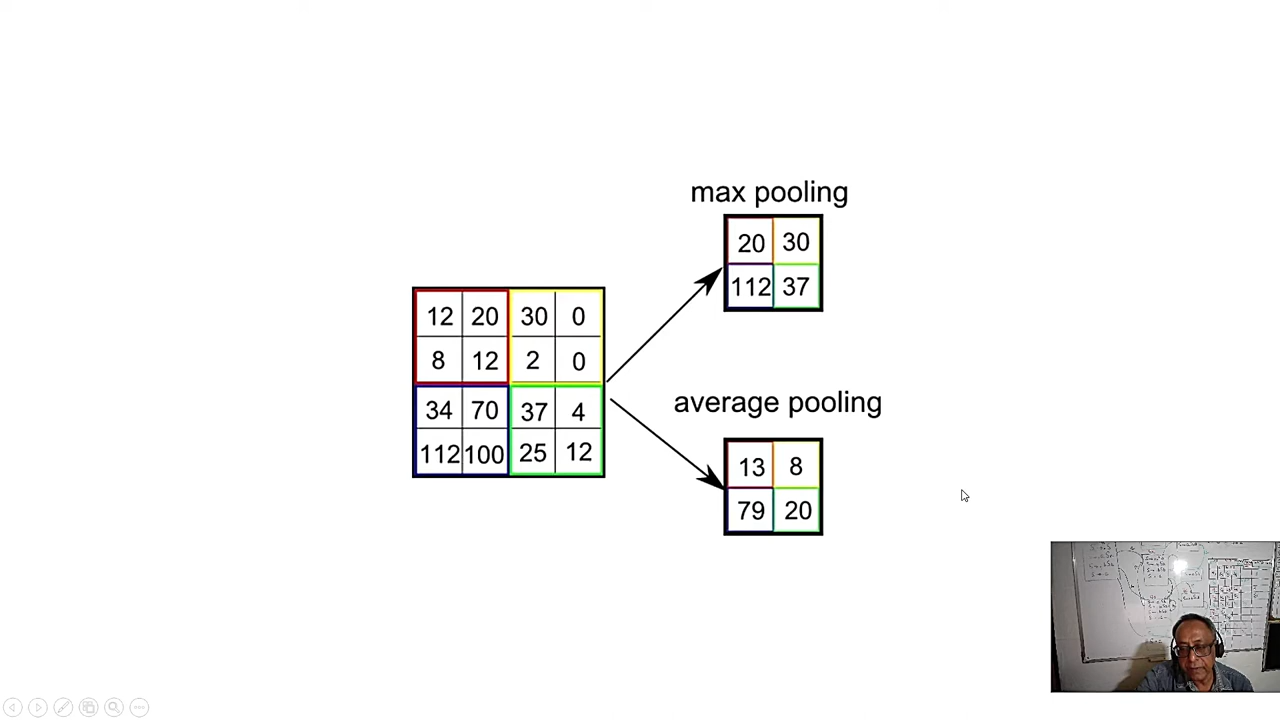 max pooling
20 30
112 37
12 20 30 0
8 12 2 0
34 70 37 4
112 100 25 12
average pooling
13 8
79 20